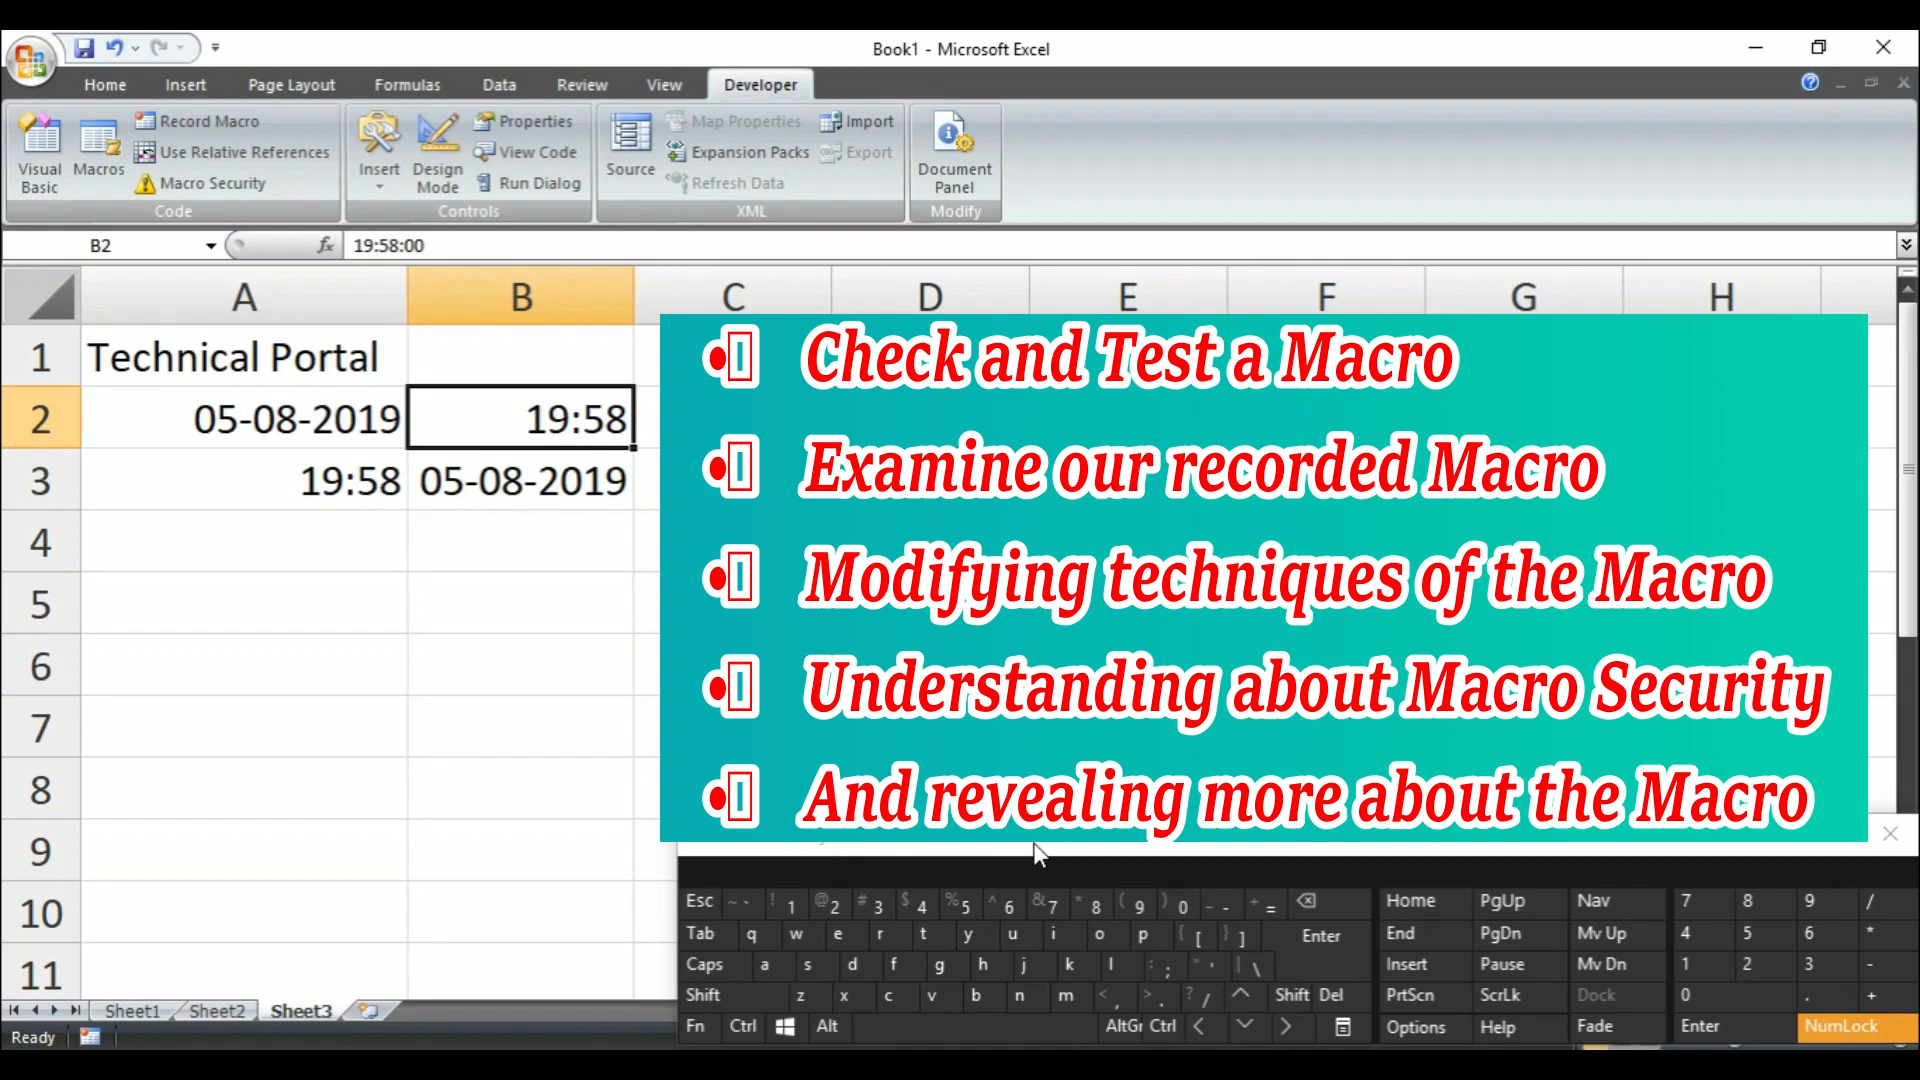 Book1 - Microsoft Excel
Home Insert Page Layout Formulas Data Review View Developer
Record Macro Properties Map Properties Import
Use Relative References View Code Expansion Packs Export
Visual Basic Macros Macro Security Insert Design Mode Run Dialog Source Refresh Data Document Panel
Code Controls XML Modify
B2 fx 19:58:00
A B C D E F G H
1 Technical Portal
2 05-08-2019 19:58
3 19:58 05-08-2019
4
5
6
7
8
9
10
11
• Check and Test a Macro
• Examine our recorded Macro
• Modifying techniques of the Macro
• Understanding about Macro Security
• And revealing more about the Macro
Esc ~ ` ! 1 @ 2 # 3 $ 4 % 5 ^ 6 & 7 * 8 ( 9 ) 0 _ - + = Home PgUp Nav 7 8 9 /
Tab q w e r t y u i o p { [ } ] Enter End PgDn Mv Up 4 5 6 *
Caps a s d f g h j k l : ; " ' | \ Insert Pause Mv Dn 1 2 3 -
Shift z x c v b n m < , > . ? / Shift Del PrtScn ScrLk Dock 0 . +
Fn Ctrl Alt AltGr Ctrl Options Help Fade Enter NumLock
Sheet1 Sheet2 Sheet3
Ready